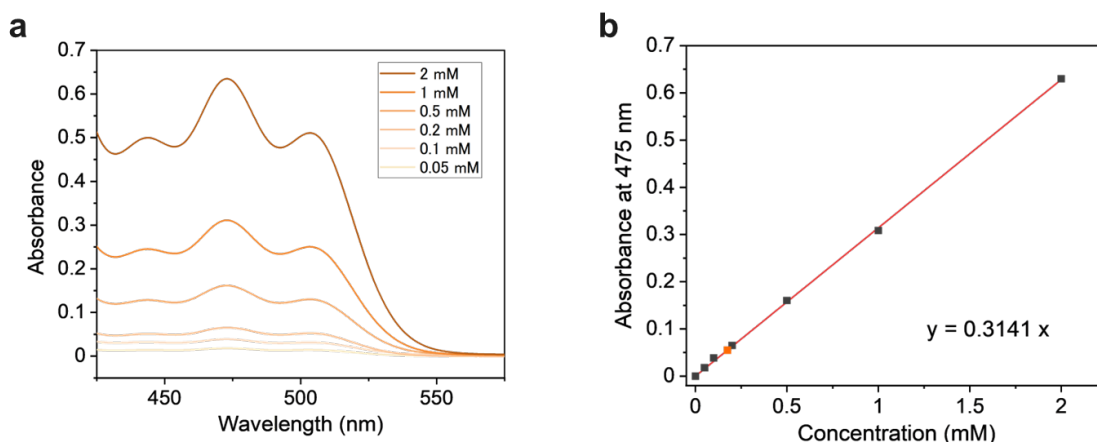 a
0.7
0.6
0.5
0.4
0.3
0.2
0.1
0
Absorbance
2 mM
1 mM
0.5 mM
0.2 mM
0.1 mM
0.05 mM
450
500
550
Wavelength (nm)
b
0.7
0.6
0.5
0.4
0.3
0.2
0.1
0
Absorbance at 475 nm
y = 0.3141 x
0
0.5
1
1.5
2
Concentration (mM)